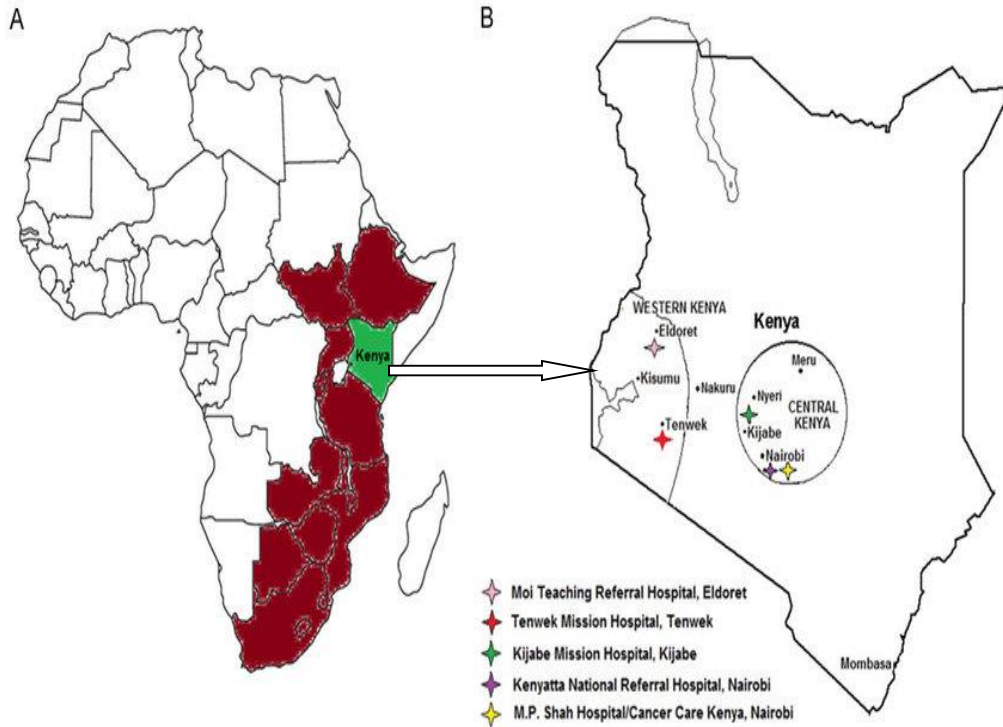 A
B
Kenya
WESTERN KENYA
Eldoret
Kisumu
Nakuru
Tenwek
Kenya
Meru
Nyeri
CENTRAL
KENYA
Kijabe
Nairobi
Mombasa
Moi Teaching Referral Hospital, Eldoret
Tenwek Mission Hospital, Tenwek
Kijabe Mission Hospital, Kijabe
Kenyatta National Referral Hospital, Nairobi
M.P. Shah Hospital/Cancer Care Kenya, Nairobi